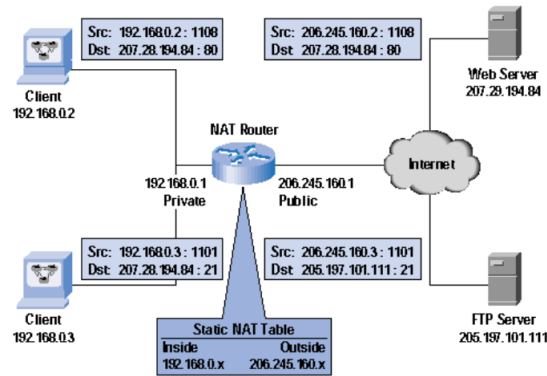 Src: 192.168.0.2 : 1108
Dst: 207.28.194.84 : 80
Src: 206.245.160.2 : 1108
Dst: 207.28.194.84 : 80
Client
192.168.0.2
Web Server
207.29.194.84
NAT Router
Internet
192.168.0.1
Private
206.245.160.1
Public
Src: 192.168.0.3 : 1101
Dst: 207.28.194.84 : 21
Src: 206.245.160.3 : 1101
Dst: 205.197.101.111 : 21
Client
192.168.0.3
FTP Server
205.197.101.111
Static NAT Table
Inside Outside
192.168.0.x 206.245.160.x